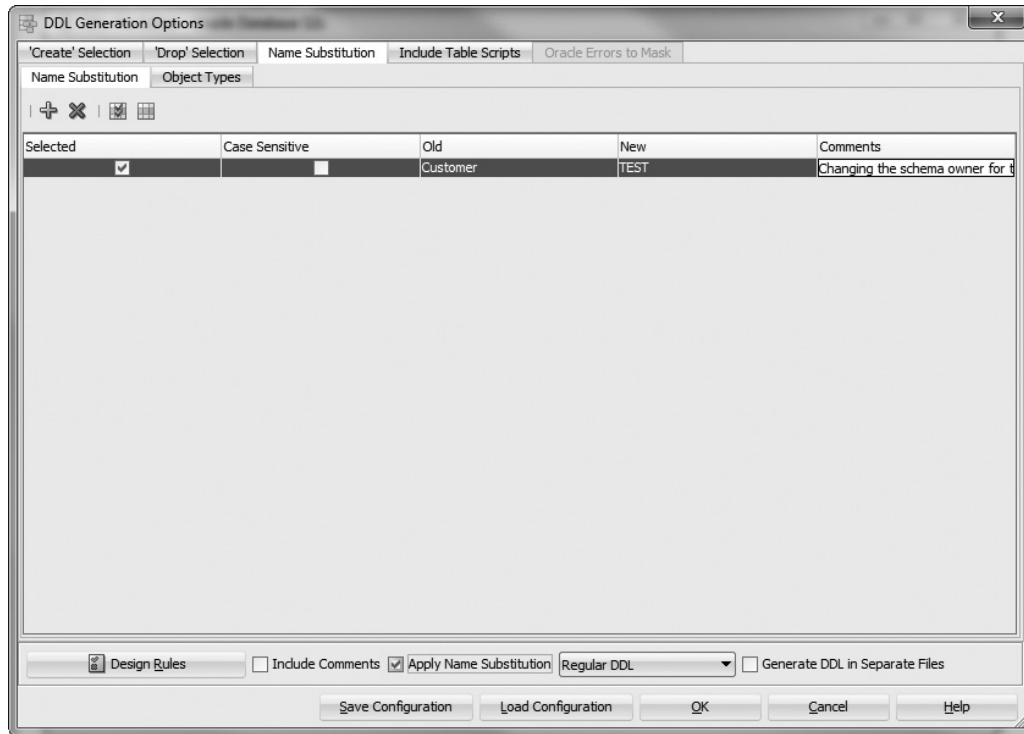 DDL Generation Options
'Create' Selection 'Drop' Selection Name Substitution Include Table Scripts Oracle Errors to Mask
Name Substitution Object Types
Selected Case Sensitive Old New Comments
Customer TEST Changing the schema owner for t
Design Rules Include Comments Apply Name Substitution Regular DDL Generate DDL in Separate Files
Save Configuration Load Configuration OK Cancel Help